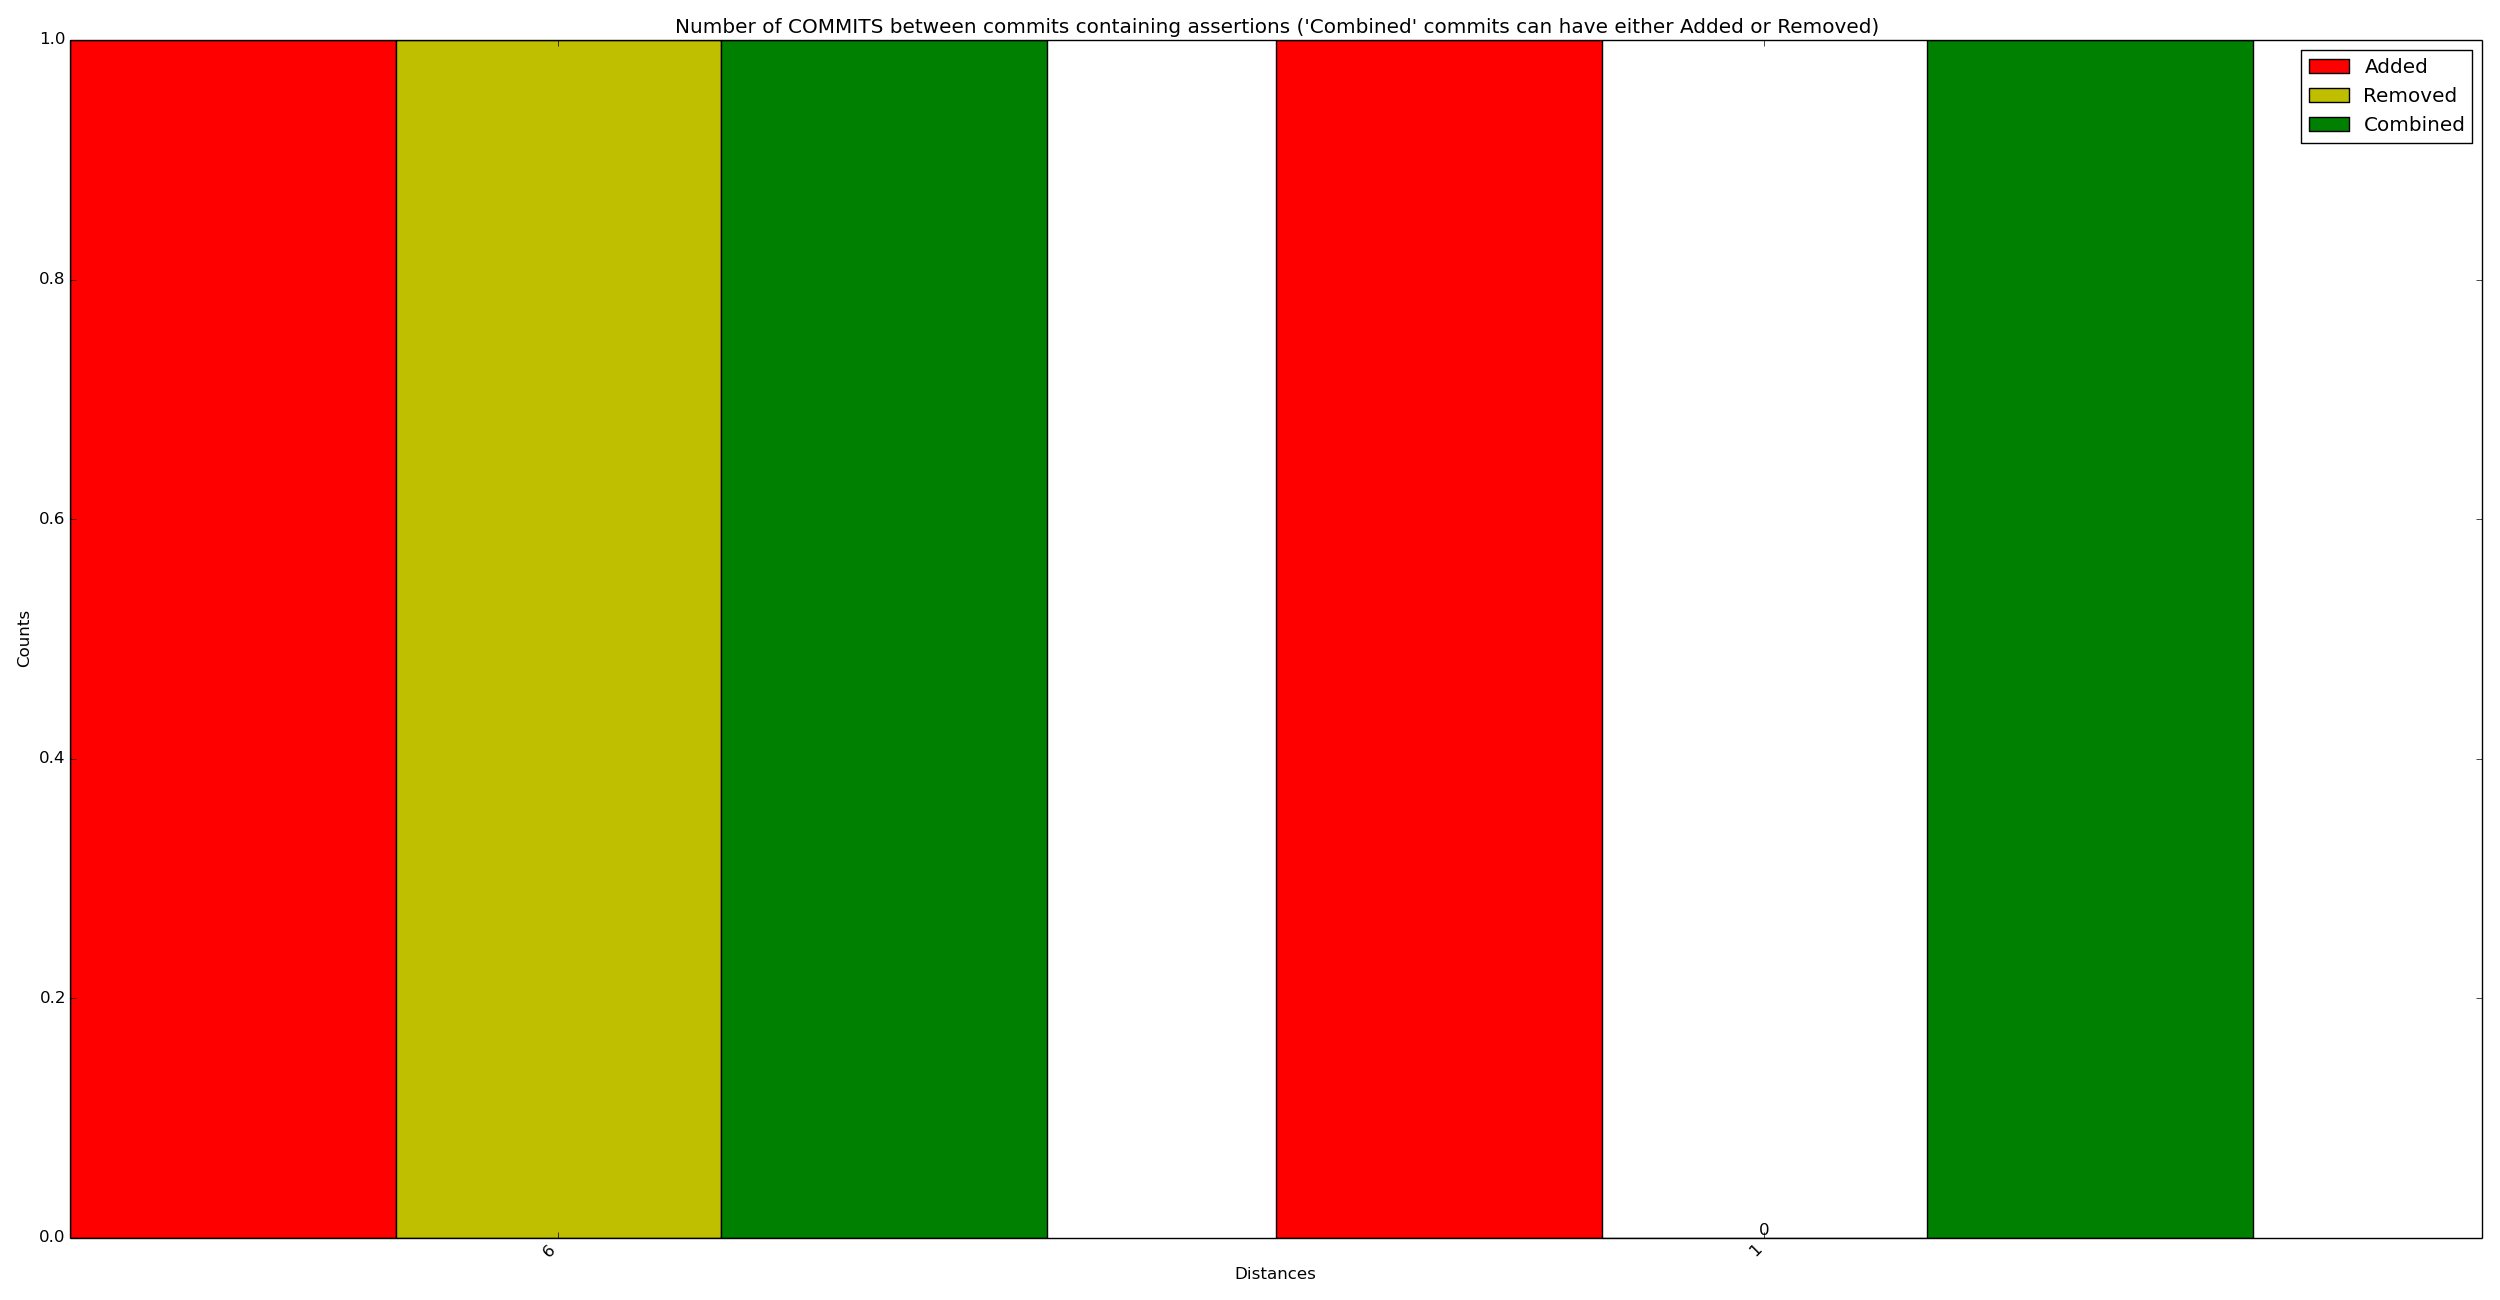 Number of COMMITS between commits containing assertions ('Combined' commits can have either Added or Removed)
1.0
0.8
0.6
0.4
0.2
0.0
Counts
Added
Removed
Combined
0
6
1
Distances